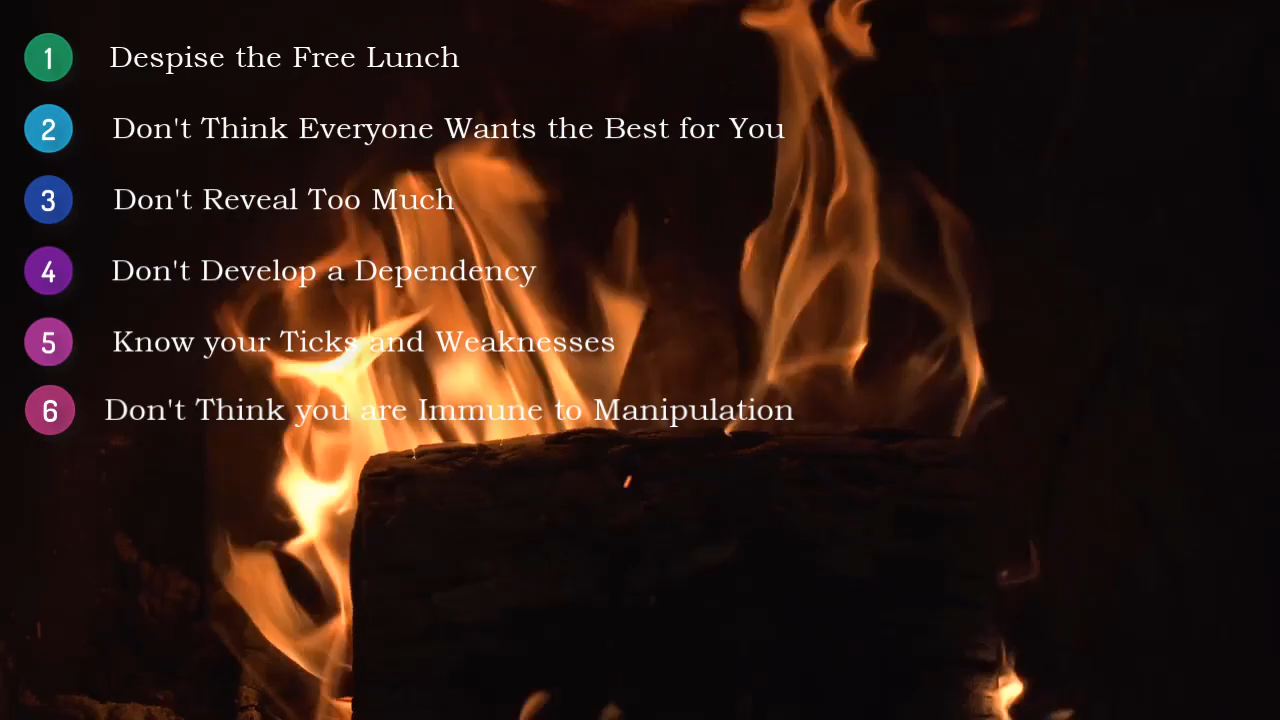 1 Despise the Free Lunch
2 Don't Think Everyone Wants the Best for You
3 Don't Reveal Too Much
4 Don't Develop a Dependency
5 Know your Ticks and Weaknesses
6 Don't Think you are Immune to Manipulation